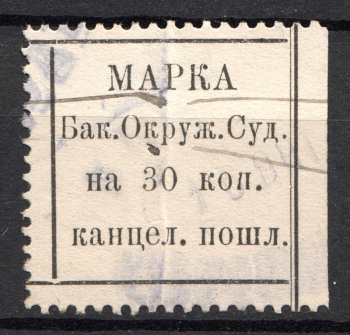 МАРКА
Бак.Окруж.Суд.
на 30 коп.
канцел. пошл.